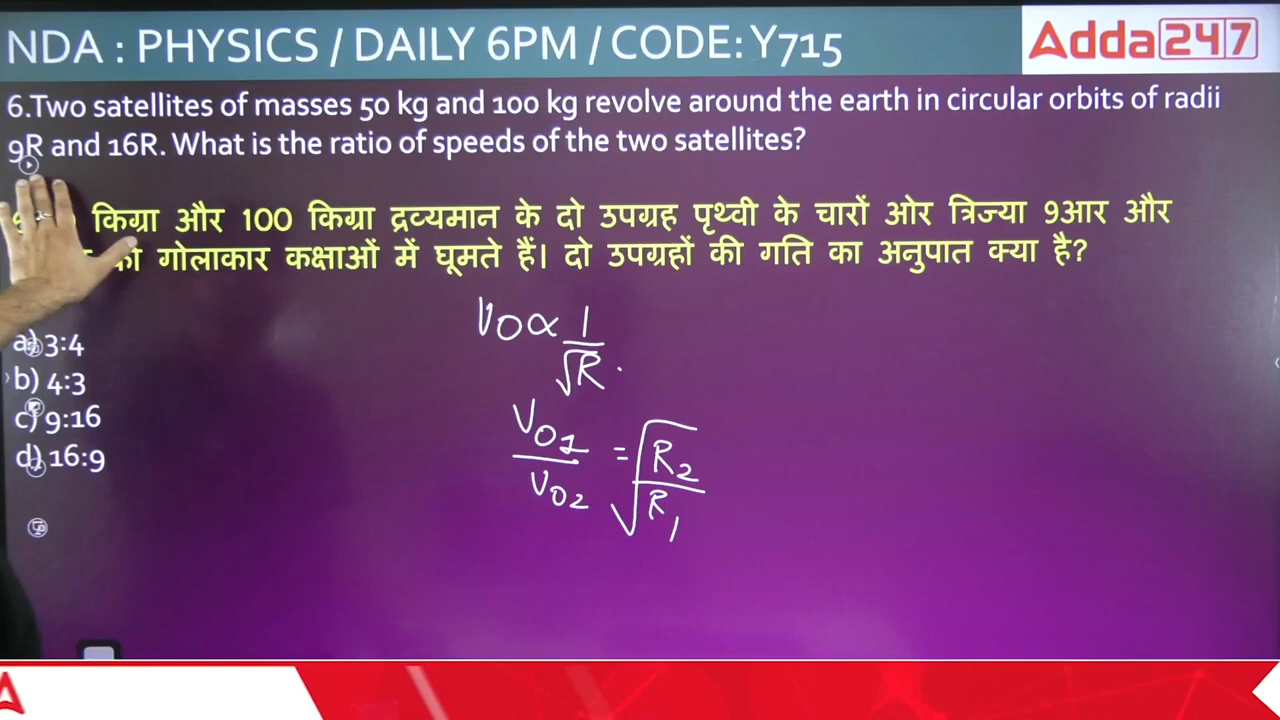 NDA : PHYSICS / DAILY 6PM / CODE: Y715
Adda247
6.Two satellites of masses 50 kg and 100 kg revolve around the earth in circular orbits of radii
9R and 16R. What is the ratio of speeds of the two satellites?
किग्रा और 100 किग्रा द्रव्यमान के दो उपग्रह पृथ्वी के चारों ओर त्रिज्या 9आर और
गोलाकार कक्षाओं में घूमते हैं। दो उपग्रहों की गति का अनुपात क्या है?
V0 ∝ 1/√R
a) 3:4
b) 4:3
c) 9:16
d) 16:9
V01/V02 = √R2/R1